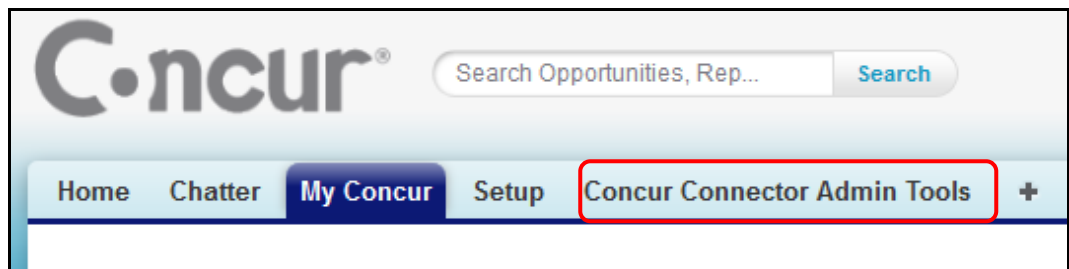 Concur®
Search Opportunities, Rep... Search
Home Chatter My Concur Setup Concur Connector Admin Tools +